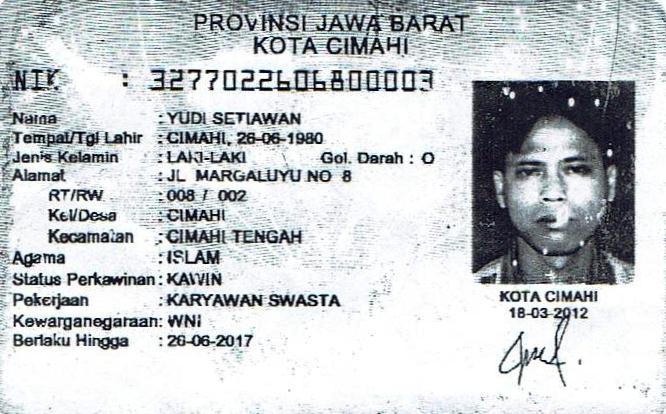 PROVINSI JAWA BARAT
KOTA CIMAHI
NIK : 3277022606800003
Nama : YUDI SETIAWAN
Tempat/Tgl Lahir : CIMAHI, 26-06-1980
Jenis Kelamin : LAKI-LAKI Gol. Darah : O
Alamat : JL MARGALUYU NO 8
RT/RW : 008 / 002
Kel/Desa : CIMAHI
Kecamatan : CIMAHI TENGAH
Agama : ISLAM
Status Perkawinan : KAWIN
Pekerjaan : KARYAWAN SWASTA
Kewarganegaraan : WNI
Berlaku Hingga : 26-06-2017
KOTA CIMAHI
18-03-2012